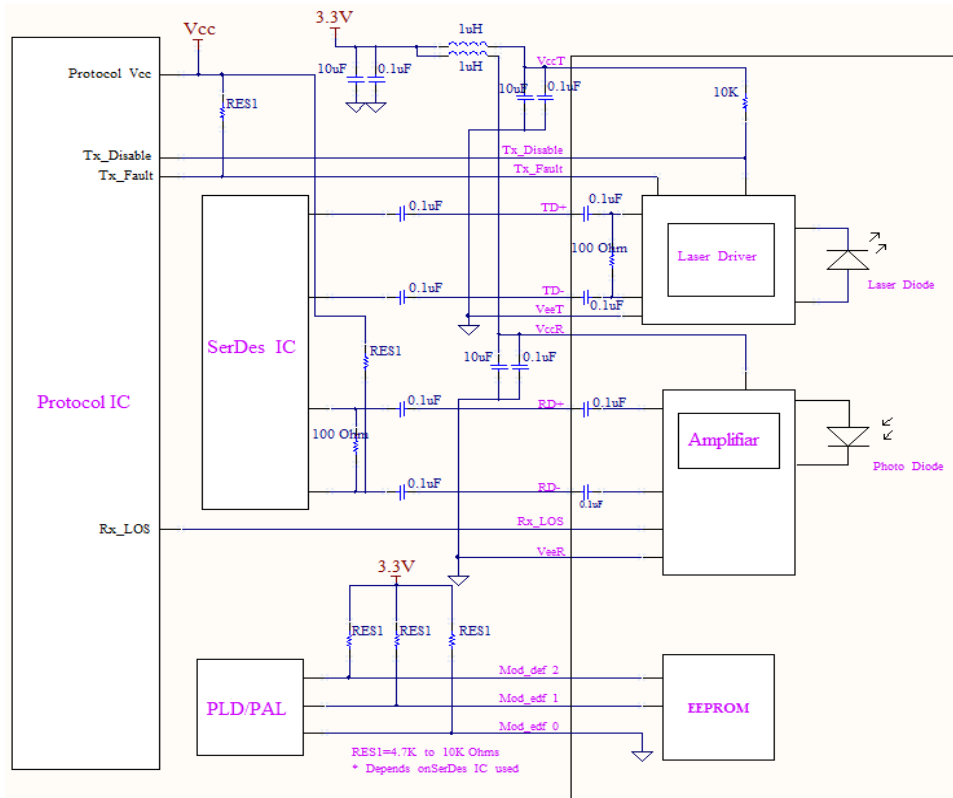 Vcc
3.3V
1uH
1uH
10uF
0.1uF
VccT
10uF
0.1uF
10K
Protocol Vcc
RES1
Tx_Disable
Tx_Disable
Tx_Fault
Tx_Fault
0.1uF
TD+
0.1uF
100 Ohm
Laser Driver
Laser Diode
0.1uF
TD-
0.1uF
VeeT
VccR
SerDes IC
RES1
10uF
0.1uF
Protocol IC
0.1uF
RD+
0.1uF
100 Ohm
Amplifiar
Photo Diode
0.1uF
RD-
0.1uF
Rx_LOS
Rx_LOS
VeeR
3.3V
RES1
RES1
RES1
Mod_def 2
PLD/PAL
Mod_edf 1
EEPROM
Mod_edf 0
RES1=4.7K to 10K Ohms
* Depends onSerDes IC used